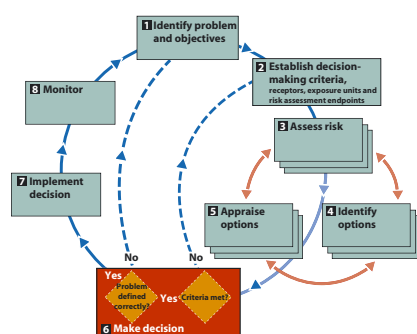 1 Identify problem
and objectives
2 Establish decision-
making criteria,
receptors, exposure units and
risk assessment endpoints
8 Monitor
3 Assess risk
7 Implement
decision
5 Appraise
options
4 Identify
options
No
No
Yes
Problem
defined
correctly?
Yes
Criteria met?
6 Make decision